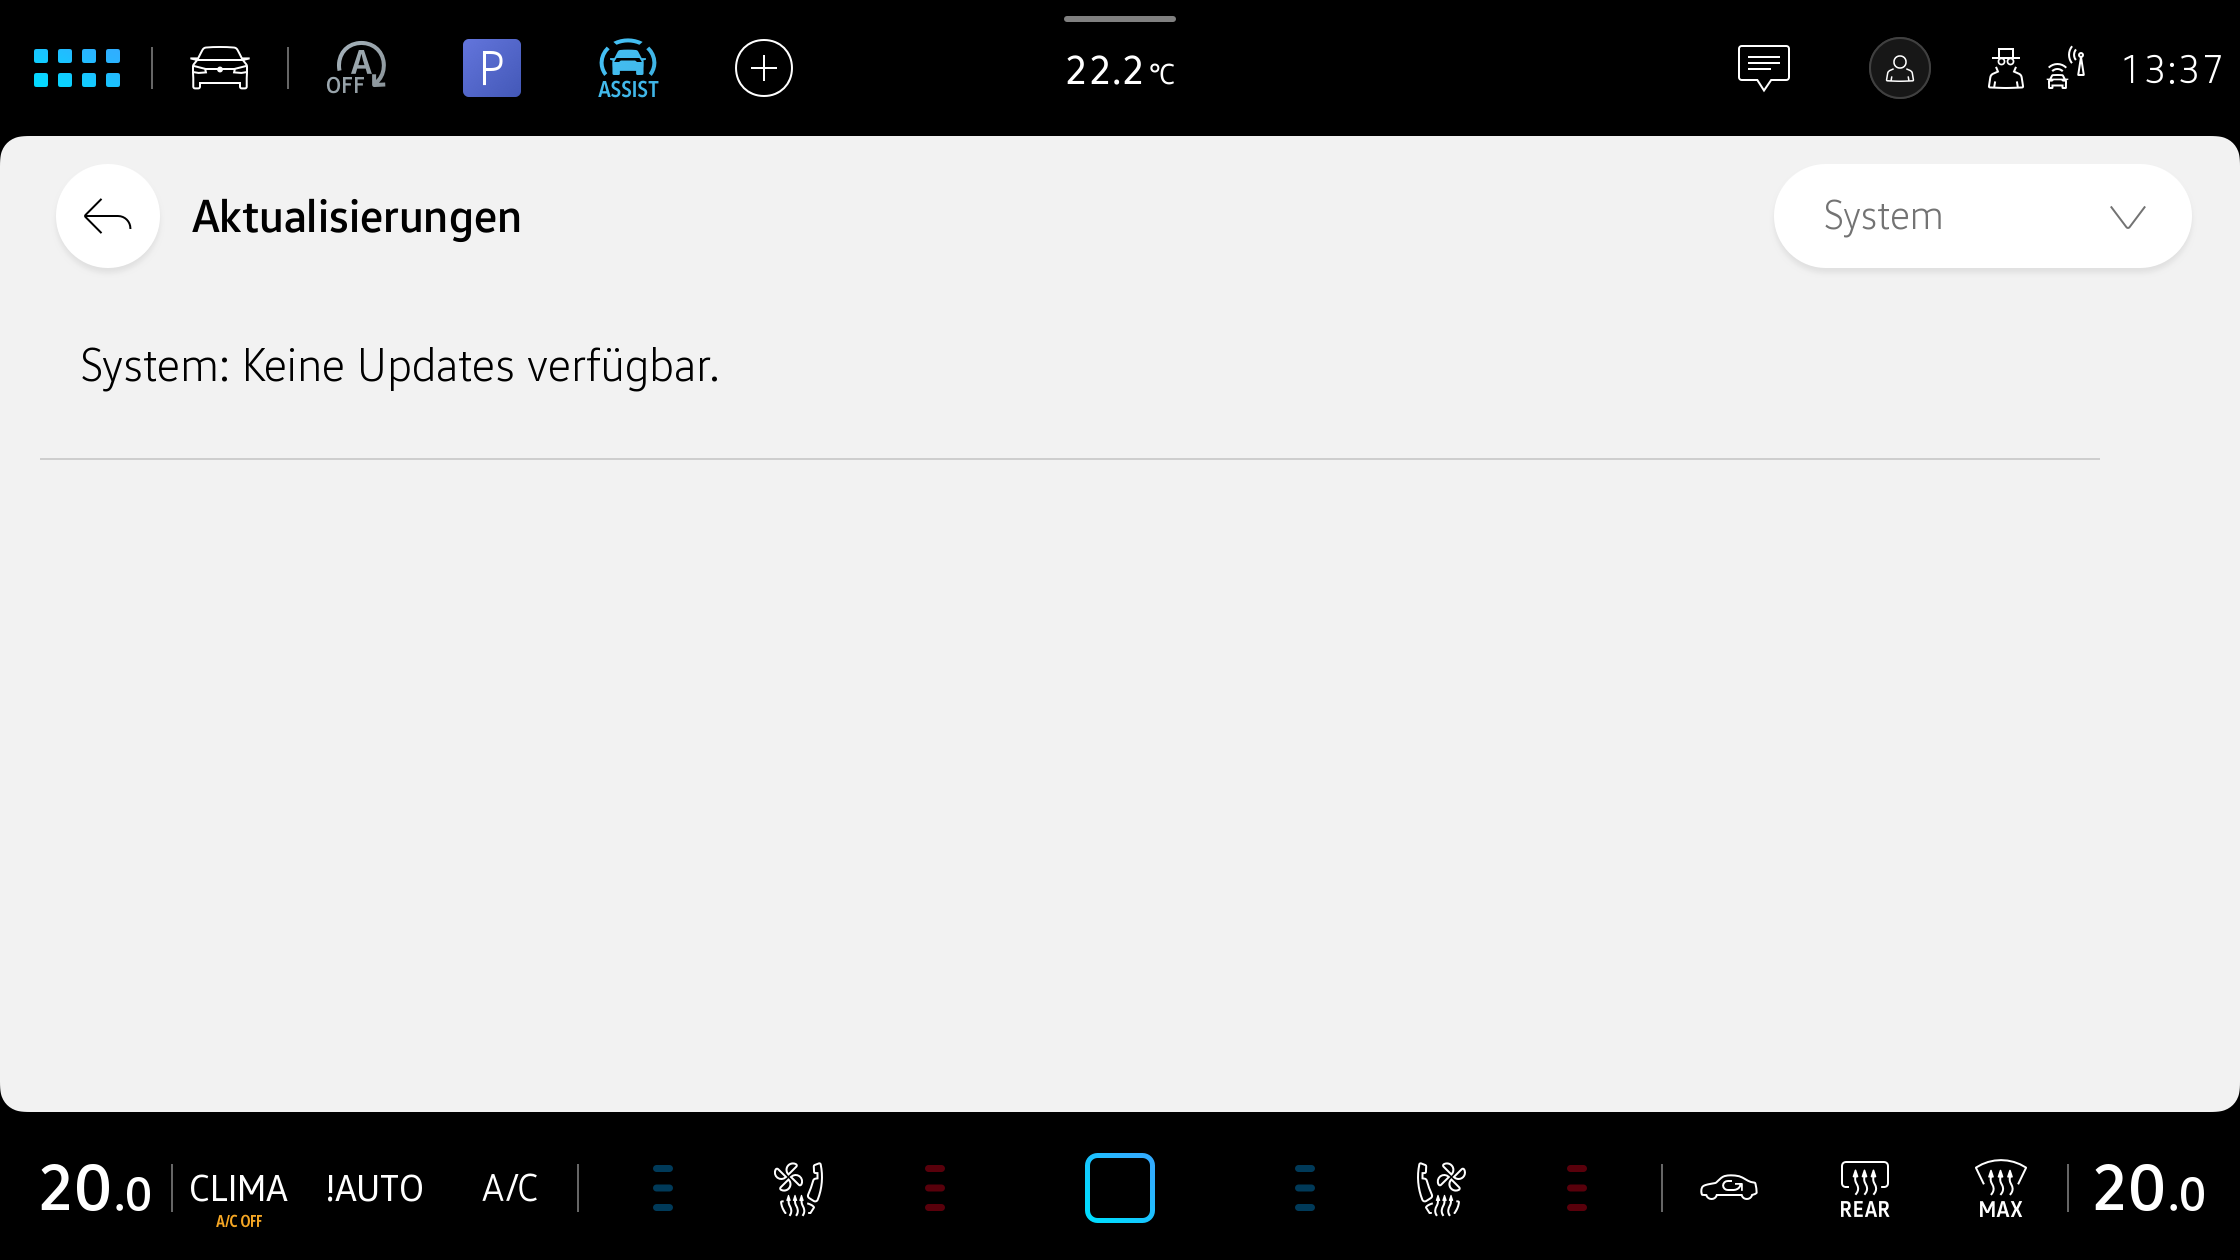 A
OFF
P
ASSIST
22.2 °C
13:37
Aktualisierungen
System
System: Keine Updates verfügbar.
20.0
CLIMA
A/C OFF
!AUTO
A/C
REAR
MAX
20.0